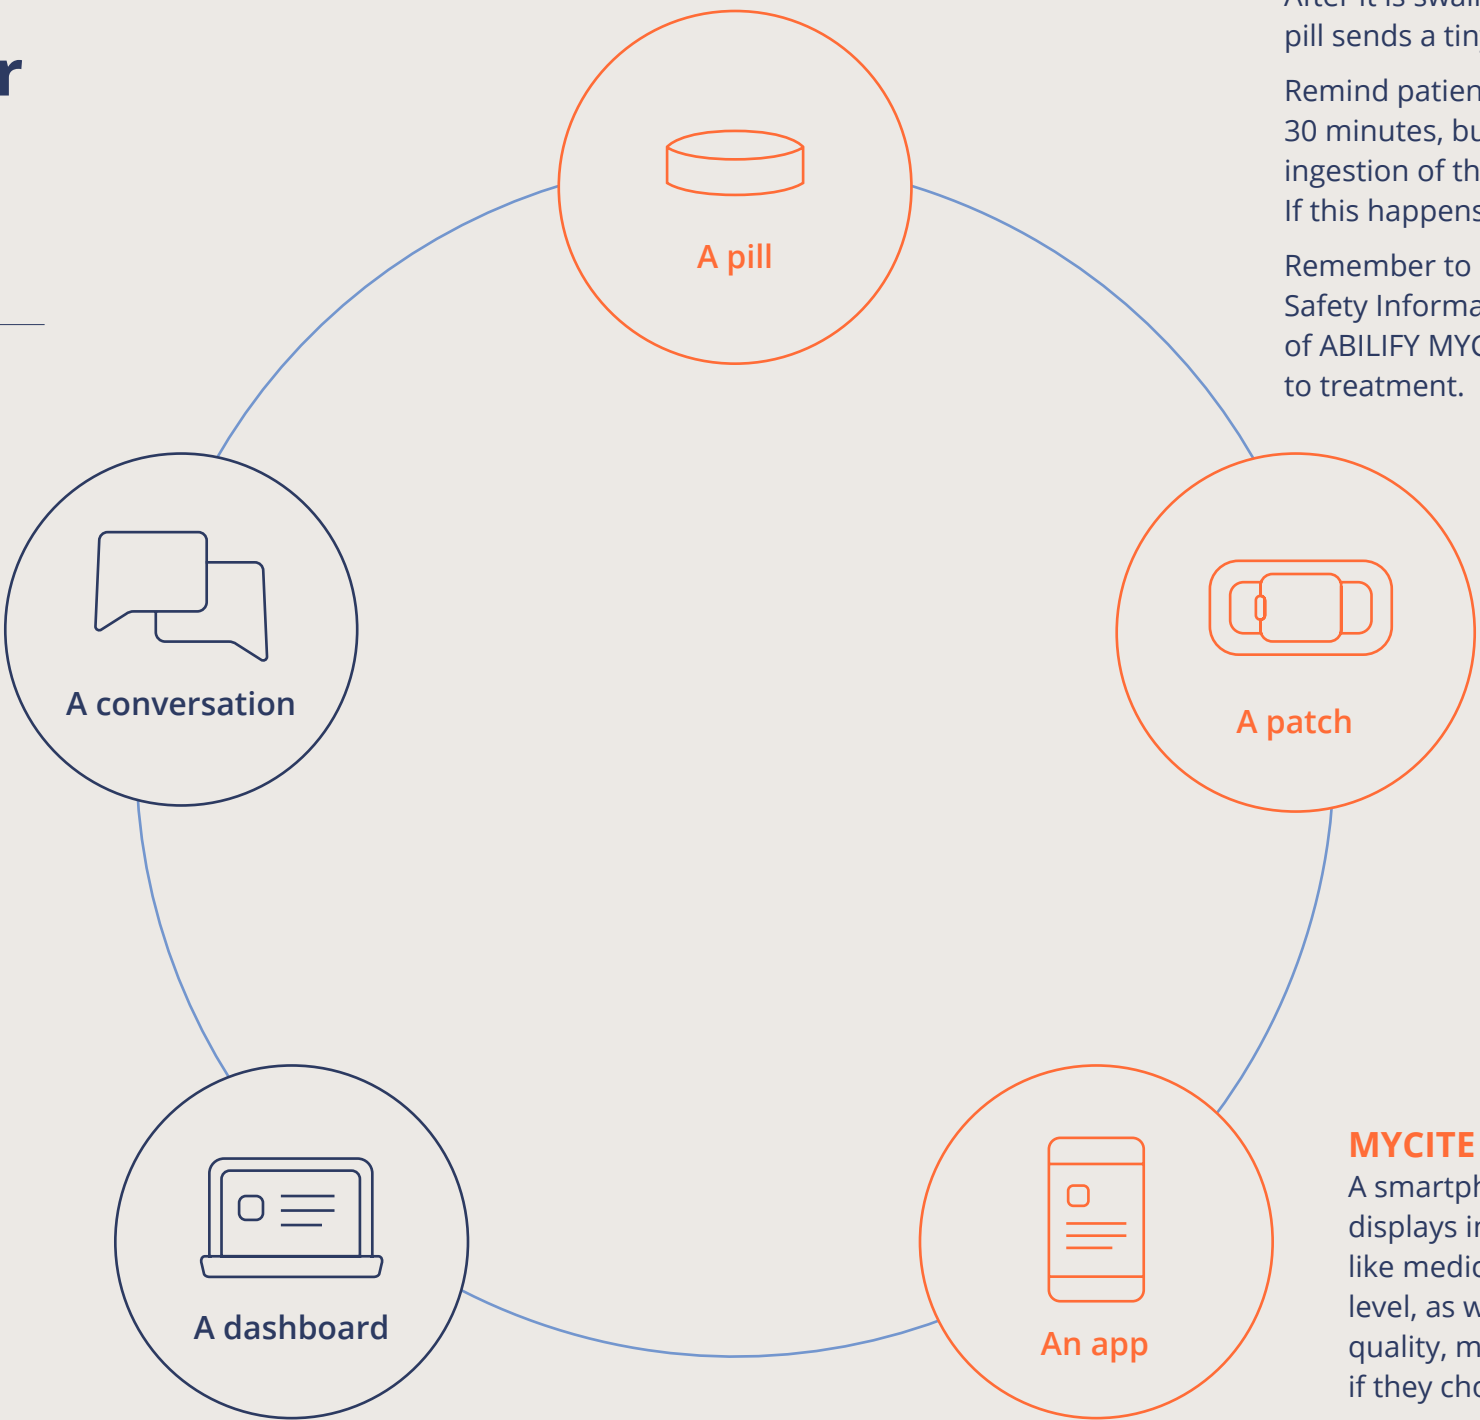 r
pill sends a tin
Remind patien
30 minutes, bu
ingestion of th
If this happens
Remember to
Safety Informa
of ABILIFY MYC
to treatment.
A pill
A conversation
A patch
A dashboard
An app
MYCITE
A smartph
displays in
like medic
level, as w
quality, m
if they cho